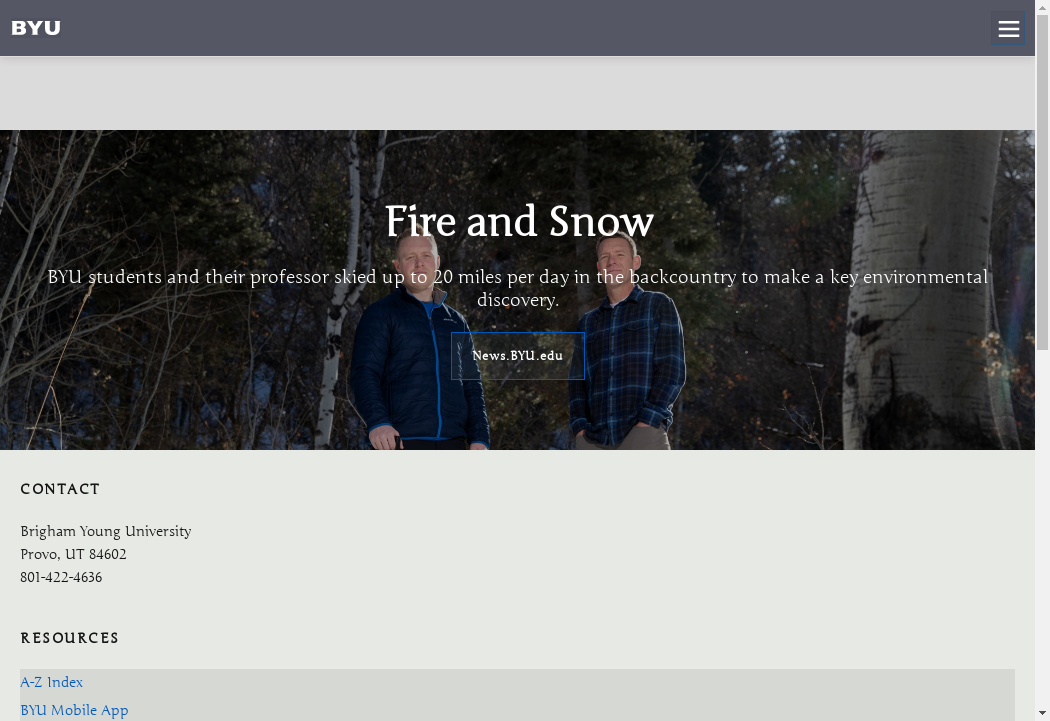 BYU
Fire and Snow
BYU students and their professor skied up to 20 miles per day in the backcountry to make a key environmental
discovery.
News.BYU.edu
CONTACT
Brigham Young University
Provo, UT 84602
801-422-4636
RESOURCES
A-Z Index
BYU Mobile App